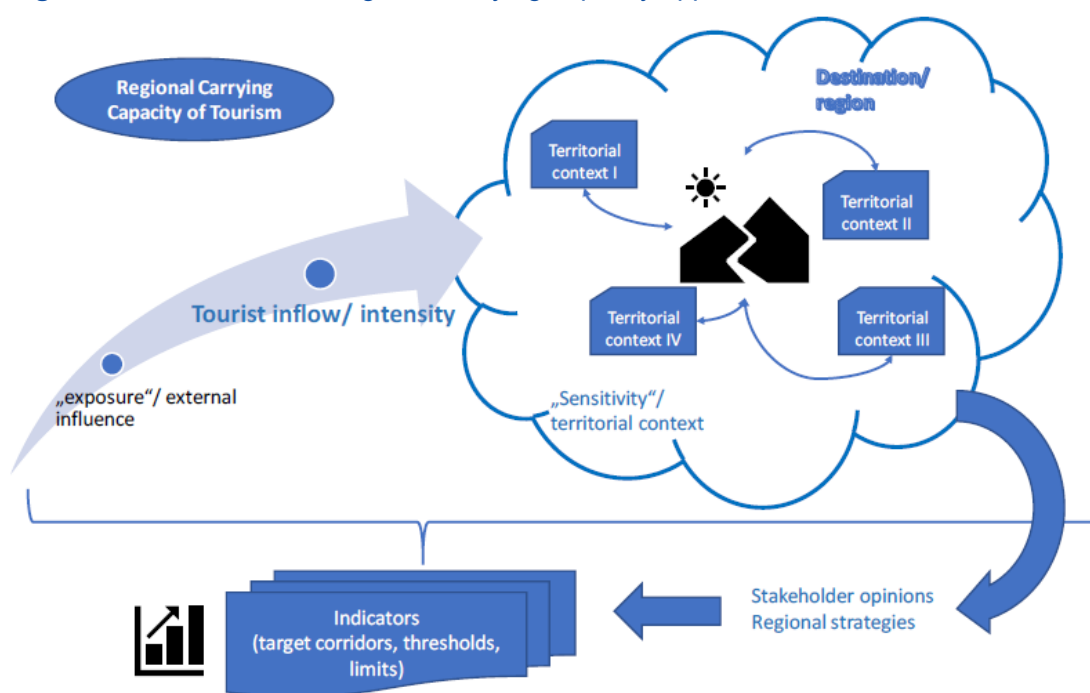 Regional Carrying
Capacity of Tourism
Destination/
region
Territorial
context I
Territorial
context II
Territorial
context IV
Territorial
context III
Tourist inflow/ intensity
„exposure“/ external
influence
„Sensitivity“/
territorial context
Stakeholder opinions
Regional strategies
Indicators
(target corridors, thresholds,
limits)